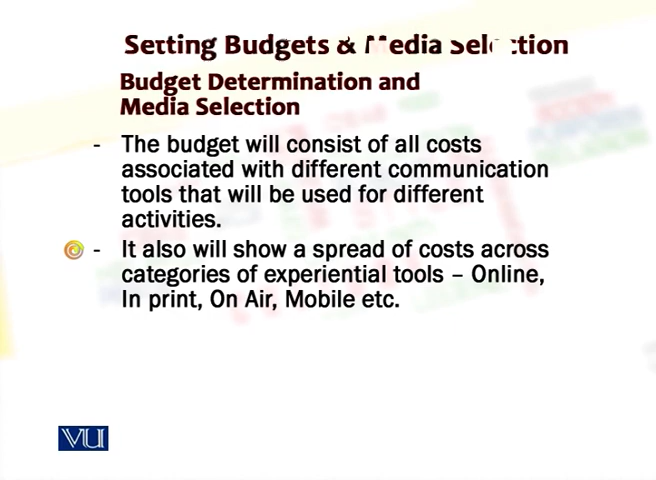 Setting Budgets & Media Selection
Budget Determination and
Media Selection
- The budget will consist of all costs
associated with different communication
tools that will be used for different
activities.
- It also will show a spread of costs across
categories of experiential tools – Online,
In print, On Air, Mobile etc.
VU